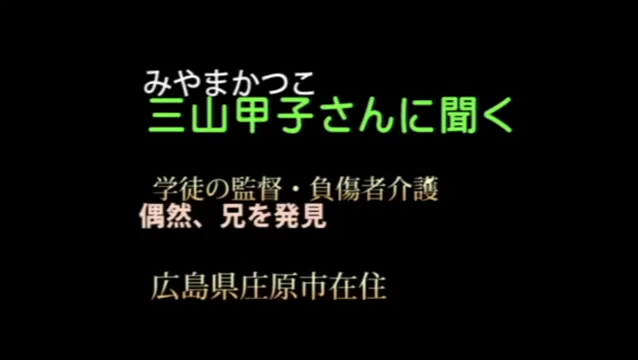 みやまかつこ
三山甲子さんに聞く
学徒の監督・負傷者介護
偶然、兄を発見
広島県庄原市在住